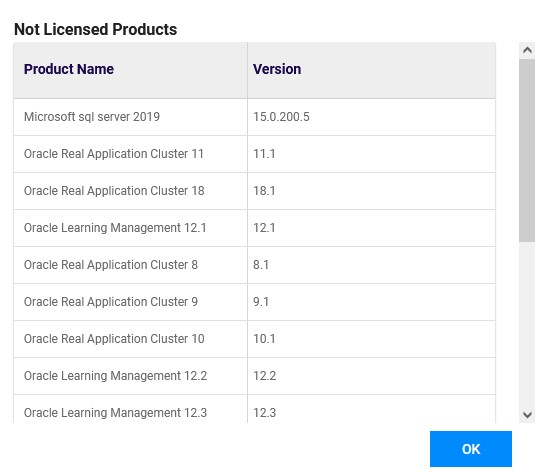 Not Licensed Products
Product Name Version
Microsoft sql server 2019 15.0.200.5
Oracle Real Application Cluster 11 11.1
Oracle Real Application Cluster 18 18.1
Oracle Learning Management 12.1 12.1
Oracle Real Application Cluster 8 8.1
Oracle Real Application Cluster 9 9.1
Oracle Real Application Cluster 10 10.1
Oracle Learning Management 12.2 12.2
Oracle Learning Management 12.3 12.3
OK